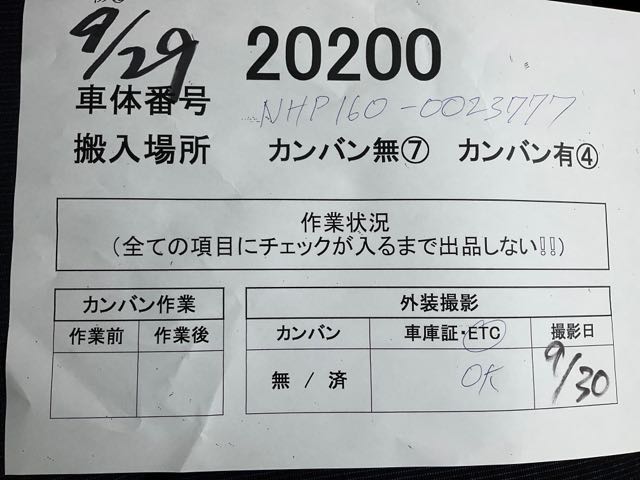 9/29 20200
車体番号 NHP160-0023777
搬入場所 カンバン無⑦ カンバン有④
作業状況
(全ての項目にチェックが入るまで出品しない!!)
カンバン作業 外装撮影
作業前 作業後 カンバン 車庫証・ETC 撮影日
無 / 済 OK 9/30